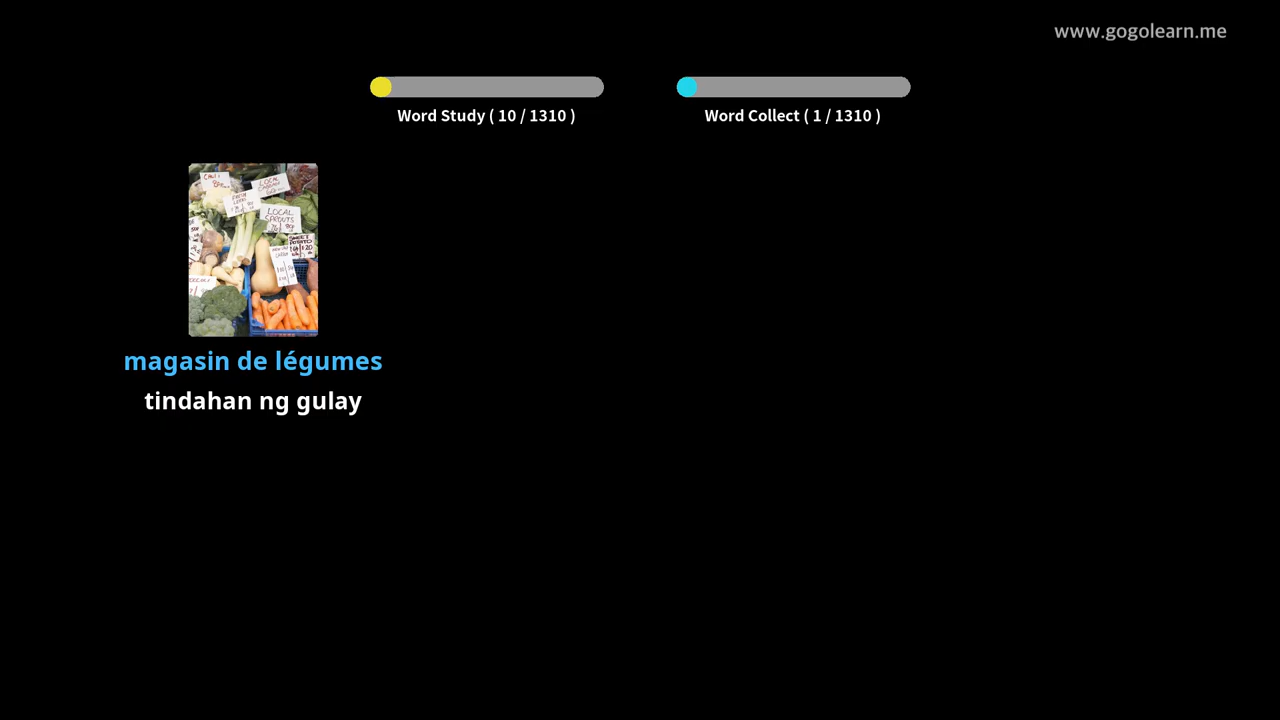 www.gogolearn.me
Word Study ( 10 / 1310 )
Word Collect ( 1 / 1310 )
LOCAL
LOCAL
SPROUTS
magasin de légumes
tindahan ng gulay